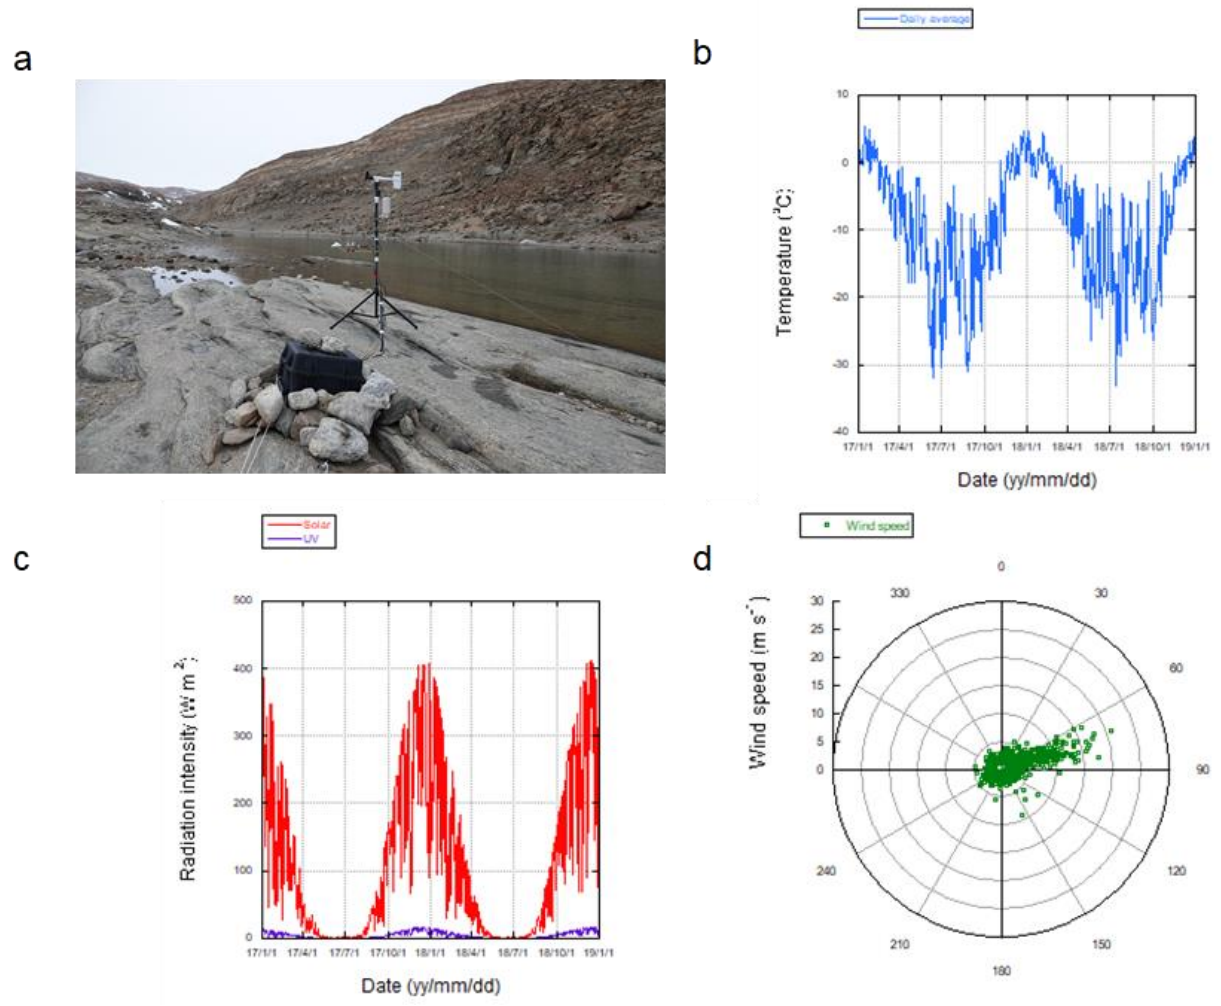 a
b
Daily average
10
0
-10
-20
-30
-40
Temperature (°C)
17/1/1 17/4/1 17/7/1 17/10/1 18/1/1 18/4/1 18/7/1 18/10/1 19/1/1
Date (yy/mm/dd)
c
Solar
UV
500
400
300
200
100
0
Radiation intensity (W m⁻²)
17/1/1 17/4/1 17/7/1 17/10/1 18/1/1 18/4/1 18/7/1 18/10/1 19/1/1
Date (yy/mm/dd)
d
Wind speed
Wind speed (m s⁻¹)
30
25
20
15
10
5
0
0
30
60
90
120
150
180
210
240
330